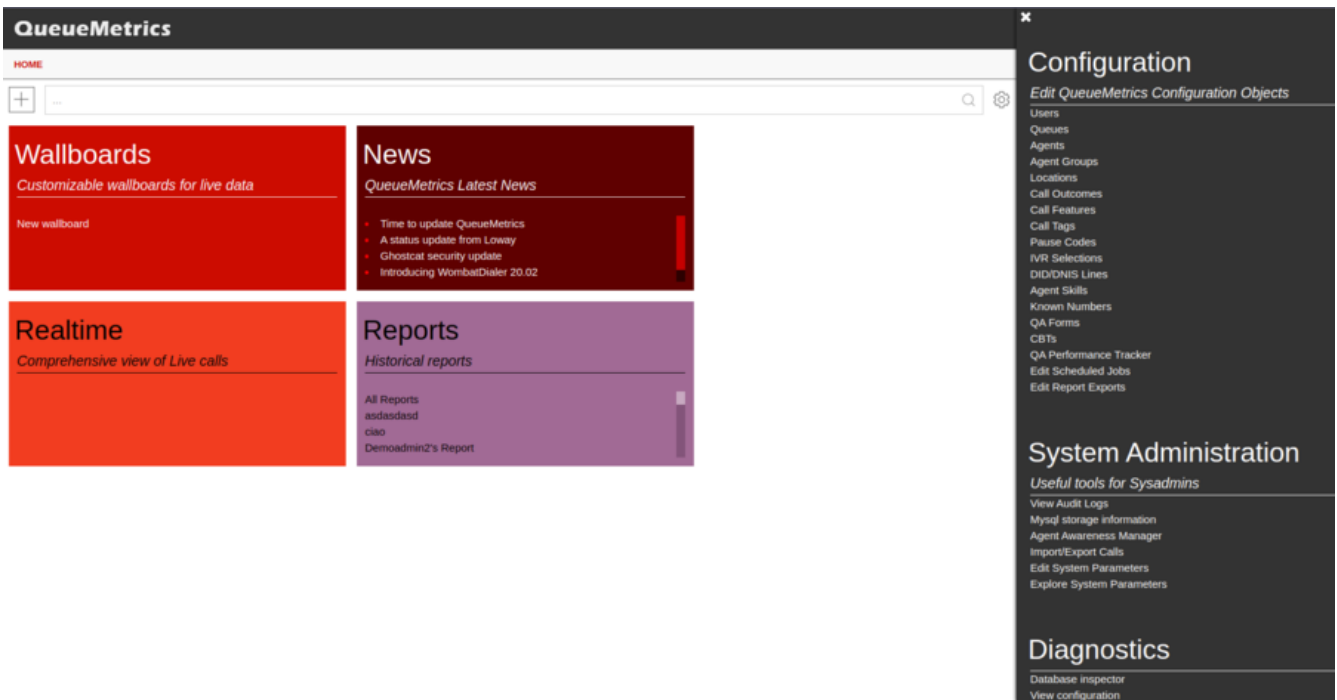 QueueMetrics
HOME
...
Wallboards
Customizable wallboards for live data
New wallboard
News
QueueMetrics Latest News
Time to update QueueMetrics
A status update from Loway
Ghostcat security update
Introducing WombatDialer 20.02
Realtime
Comprehensive view of Live calls
Reports
Historical reports
All Reports
asdasdasd
ciao
Demoadmin2's Report
Configuration
Edit QueueMetrics Configuration Objects
Users
Queues
Agents
Agent Groups
Locations
Call Outcomes
Call Features
Call Tags
Pause Codes
IVR Selections
DID/DNIS Lines
Agent Skills
Known Numbers
QA Forms
CBTs
QA Performance Tracker
Edit Scheduled Jobs
Edit Report Exports
System Administration
Useful tools for Sysadmins
View Audit Logs
Mysql storage information
Agent Awareness Manager
Import/Export Calls
Edit System Parameters
Explore System Parameters
Diagnostics
Database inspector
View configuration